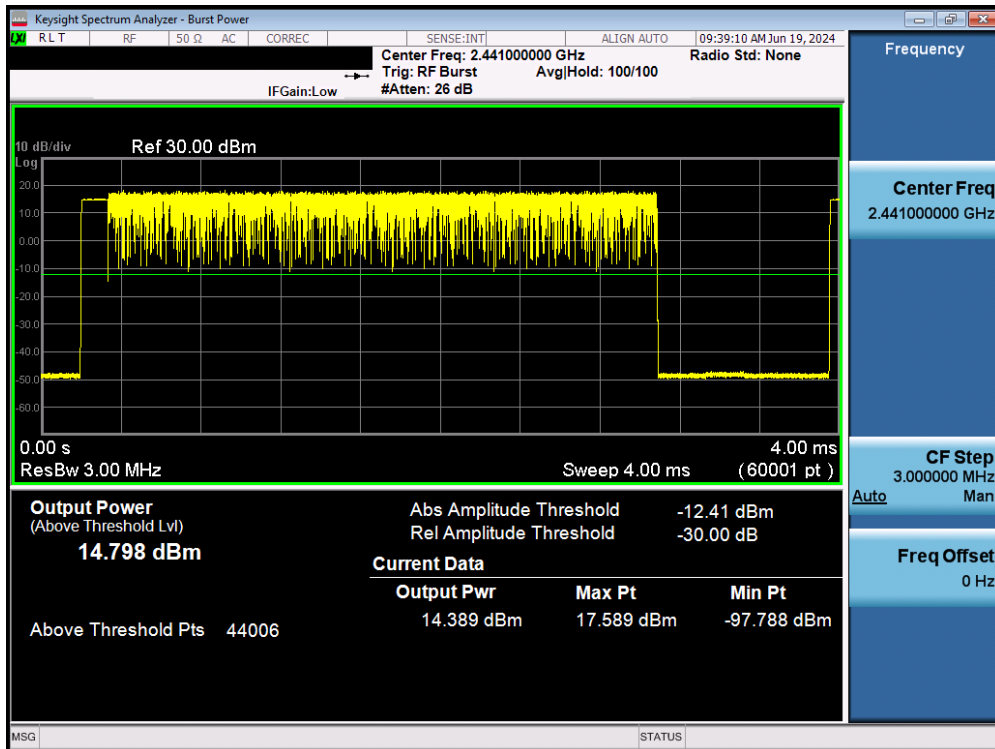 Keysight Spectrum Analyzer - Burst Power
LXI RLT RF 50 Ω AC CORREC SENSE:INT ALIGN AUTO 09:39:10 AM Jun 19, 2024
Center Freq: 2.441000000 GHz Radio Std: None
Trig: RF Burst Avg|Hold: 100/100
IFGain:Low #Atten: 26 dB
Frequency
10 dB/div Ref 30.00 dBm
Log
20.0
10.0
0.00
-10.0
-20.0
-30.0
-40.0
-50.0
-60.0
0.00 s 4.00 ms
ResBw 3.00 MHz Sweep 4.00 ms (60001 pt )
Center Freq
2.441000000 GHz
CF Step
3.000000 MHz
Auto Man
Freq Offset
0 Hz
Output Power
(Above Threshold Lvl)
14.798 dBm
Above Threshold Pts 44006
Abs Amplitude Threshold -12.41 dBm
Rel Amplitude Threshold -30.00 dB
Current Data
Output Pwr Max Pt Min Pt
14.389 dBm 17.589 dBm -97.788 dBm
MSG STATUS